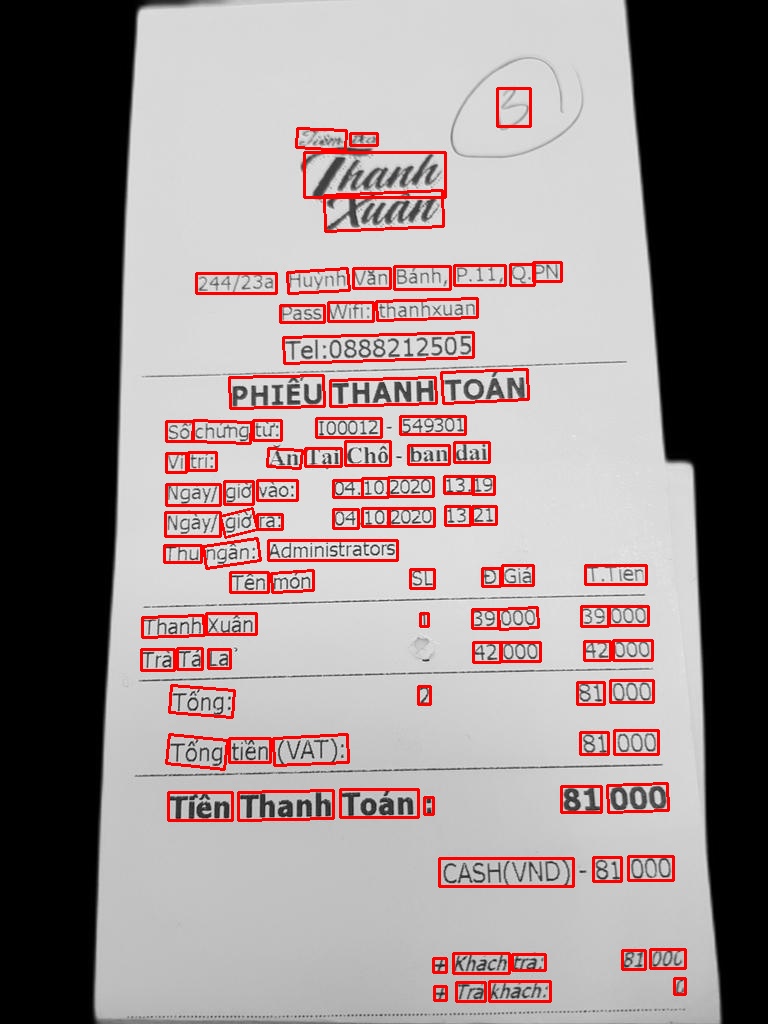 3
Tiệm trà
Thanh
Xuân
244/23a Huỳnh Văn Bánh, P.11, Q.PN
Pass Wifi: thanhxuan
Tel:0888212505
PHIẾU THANH TOÁN
Số chứng từ: I00012 - 549301
Vị trí: Ăn Tại Chỗ - ban dai
Ngày/ giờ vào: 04.10.2020 13.19
Ngày/ giờ ra: 04 10 2020 13 21
Thu ngân: Administrators
Tên món SL Đ Giá T.Tiền
Thanh Xuân 1 39 000 39 000
Trà Tá Lả 42 000 42 000
Tổng: 2 81 000
Tổng tiền (VAT): 81 000
Tiền Thanh Toán : 81 000
CASH(VND) - 81 000
+ Khách trả: 81 000
+ Trả khách: 0